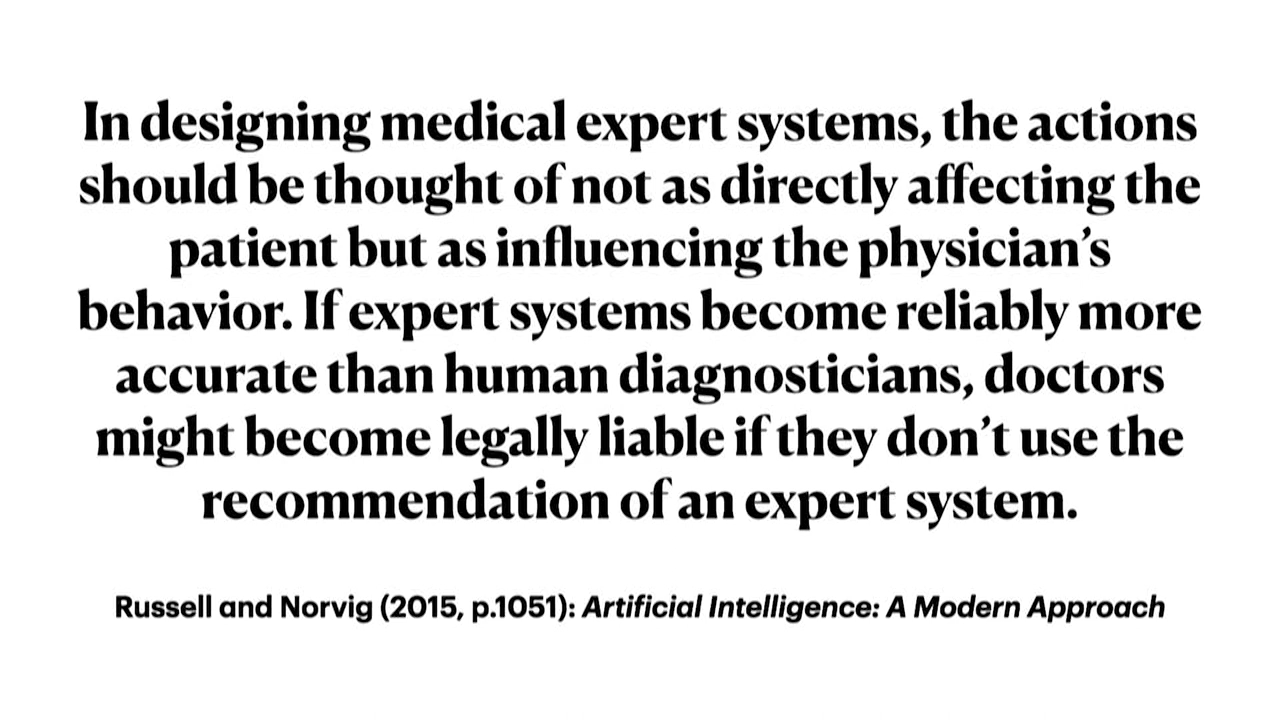 In designing medical expert systems, the actions
should be thought of not as directly affecting the
patient but as influencing the physician’s
behavior. If expert systems become reliably more
accurate than human diagnosticians, doctors
might become legally liable if they don’t use the
recommendation of an expert system.
Russell and Norvig (2015, p.1051): Artificial Intelligence: A Modern Approach